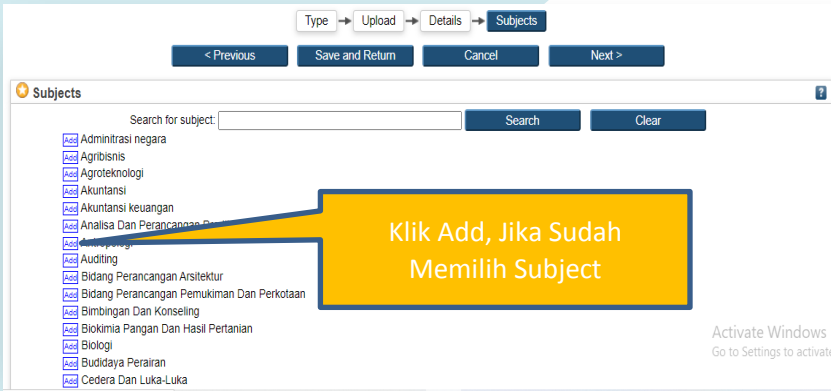 Type → Upload → Details → Subjects
< Previous Save and Return Cancel Next >
Subjects ?
Search for subject: Search Clear
Add Adminitrasi negara
Add Agribisnis
Add Agroteknologi
Add Akuntansi
Add Akuntansi keuangan
Add Analisa Dan Perancangan
Add Antropologi
Add Auditing
Add Bidang Perancangan Arsitektur
Add Bidang Perancangan Pemukiman Dan Perkotaan
Add Bimbingan Dan Konseling
Add Biokimia Pangan Dan Hasil Pertanian
Add Biologi
Add Budidaya Perairan
Add Cedera Dan Luka-Luka
Klik Add, Jika Sudah
Memilih Subject
Activate Windows
Go to Settings to activate